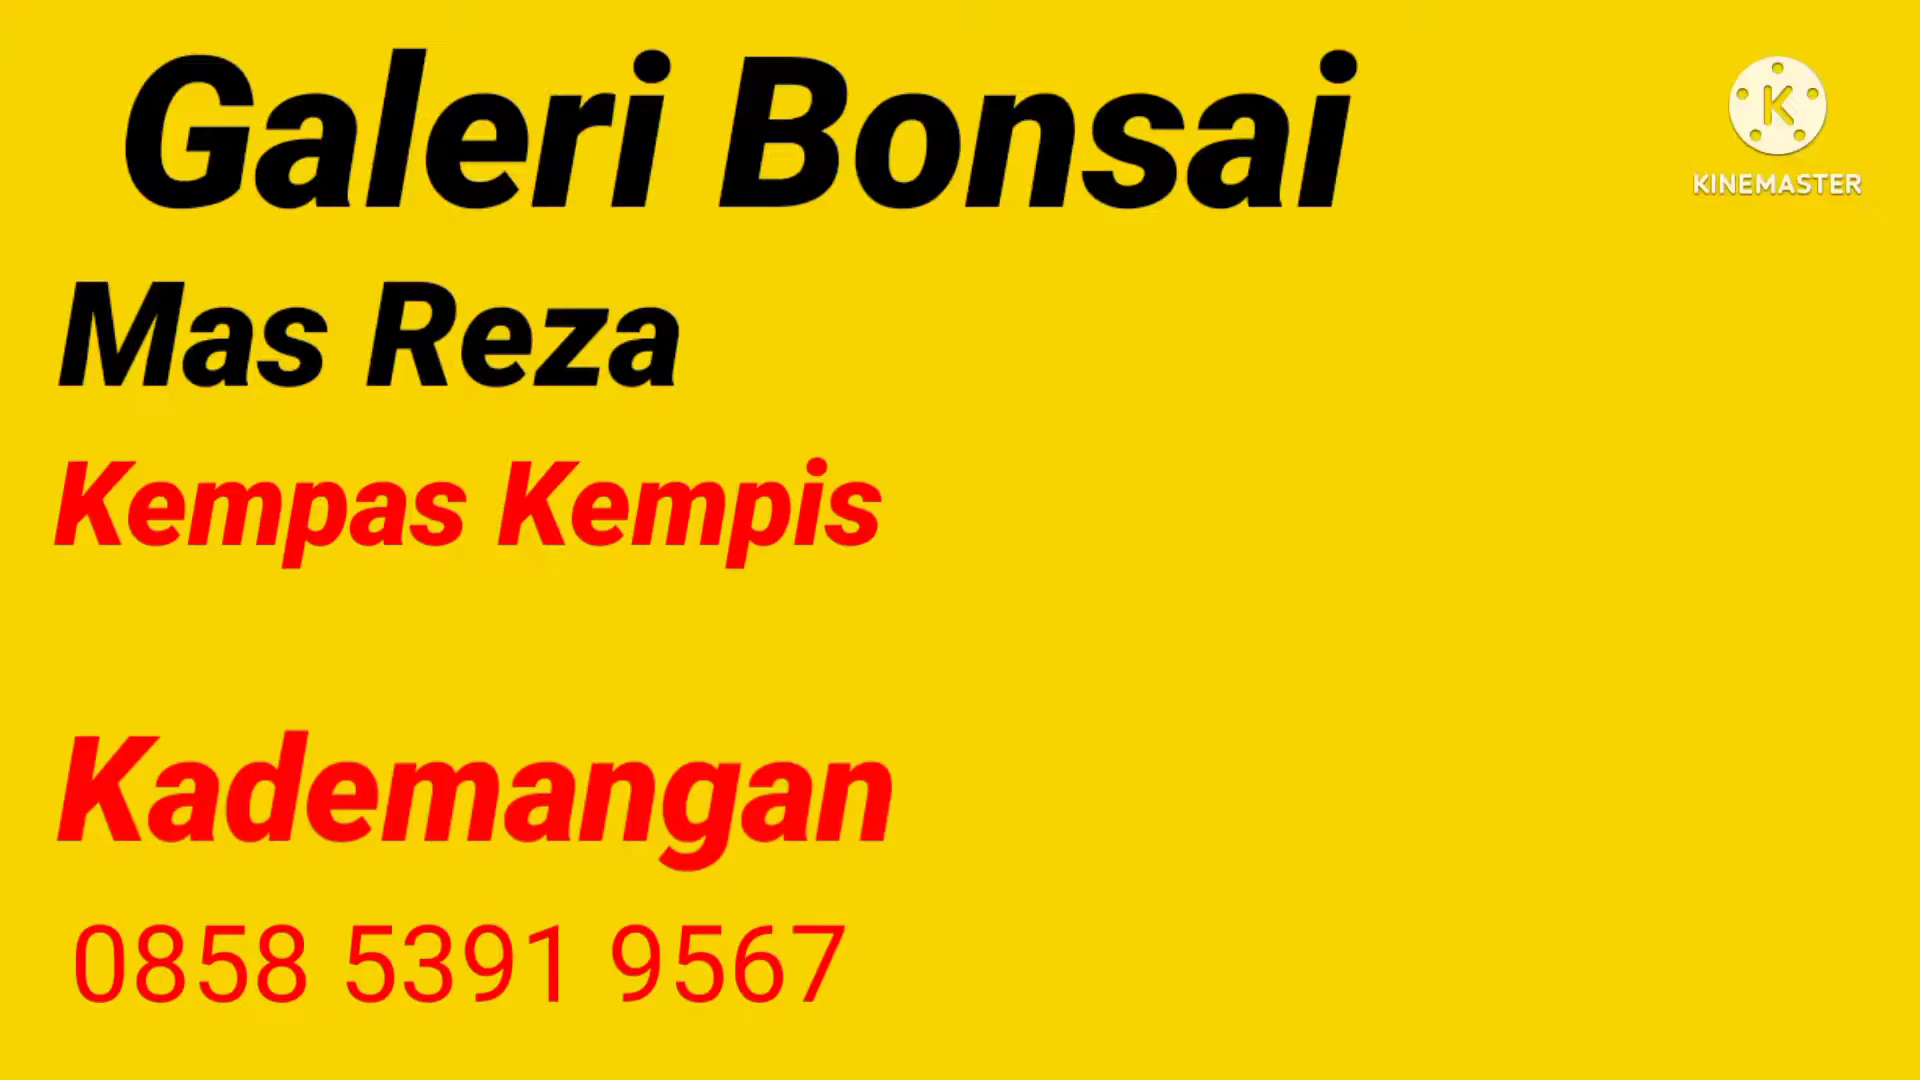 Galeri Bonsai
K
KINEMASTER
Mas Reza
Kempas Kempis
Kademangan
0858 5391 9567